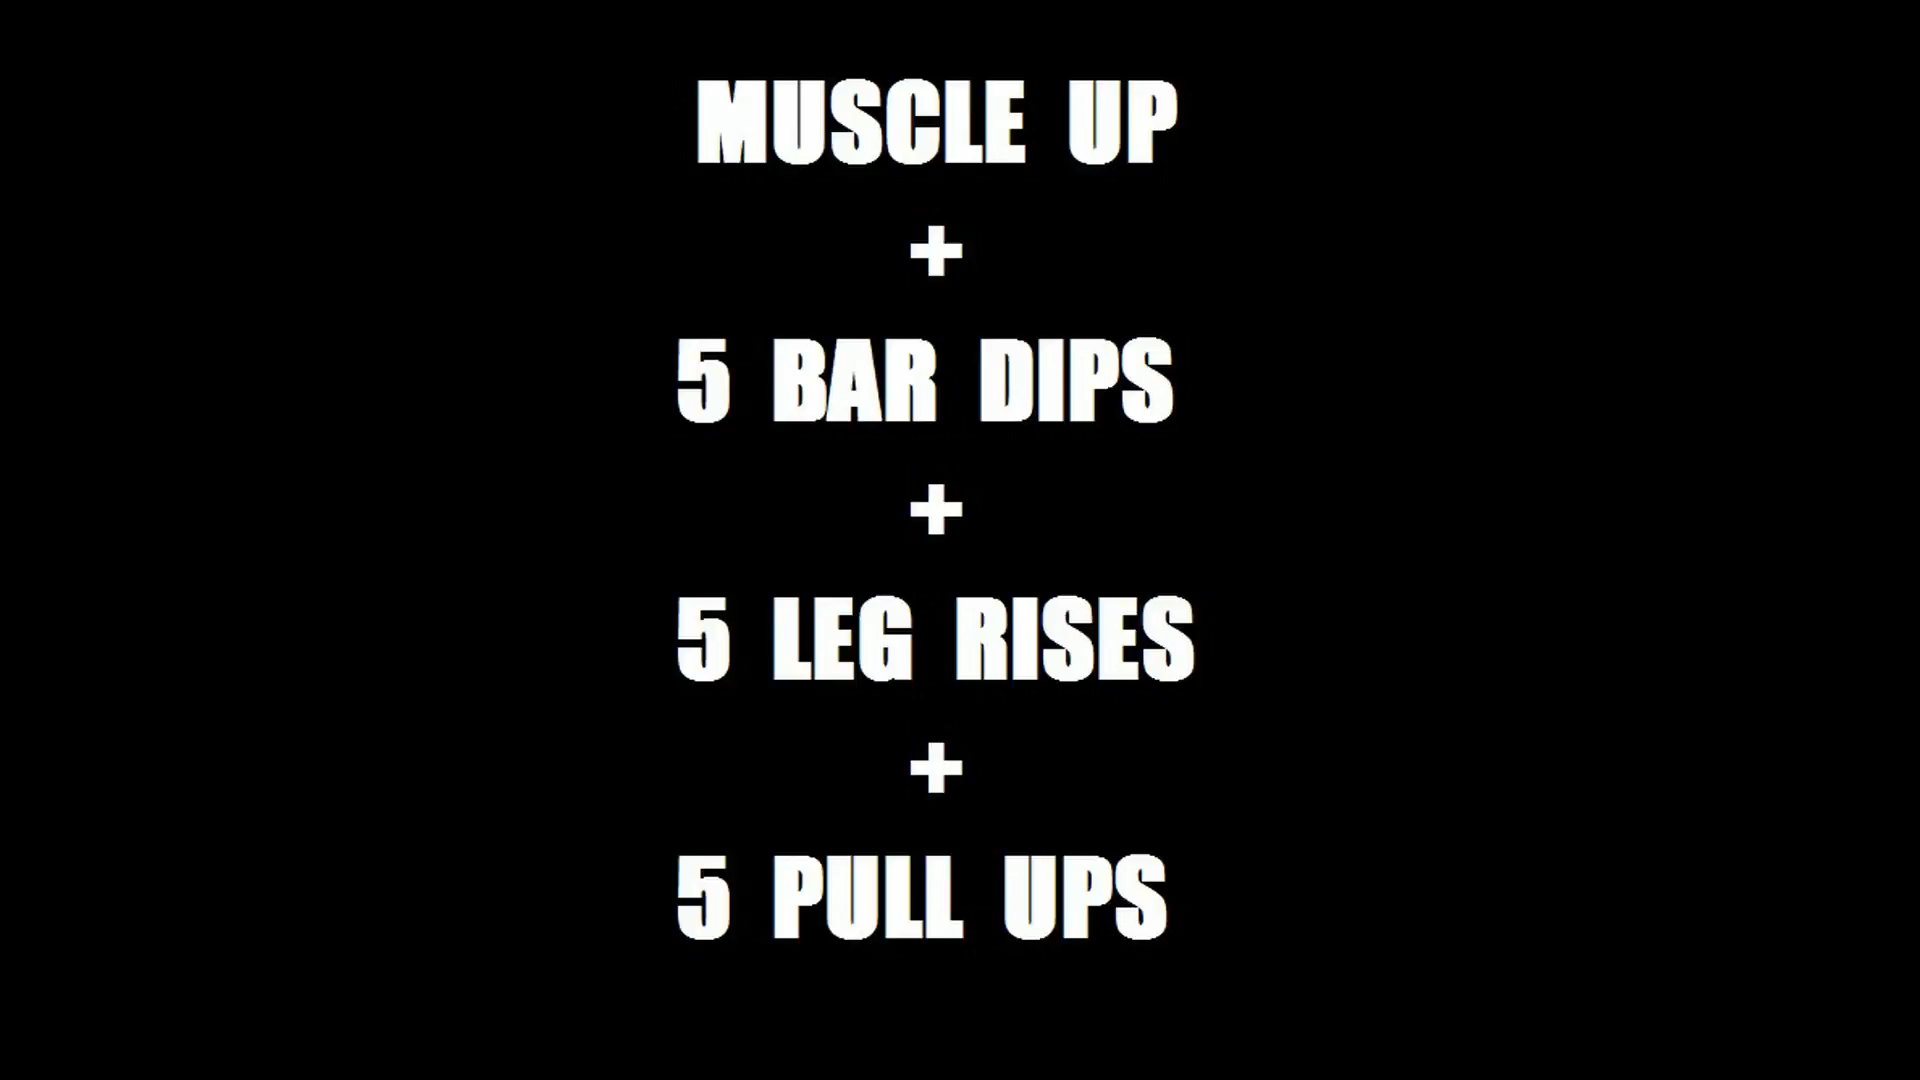 MUSCLE UP
+
5 BAR DIPS
+
5 LEG RISES
+
5 PULL UPS